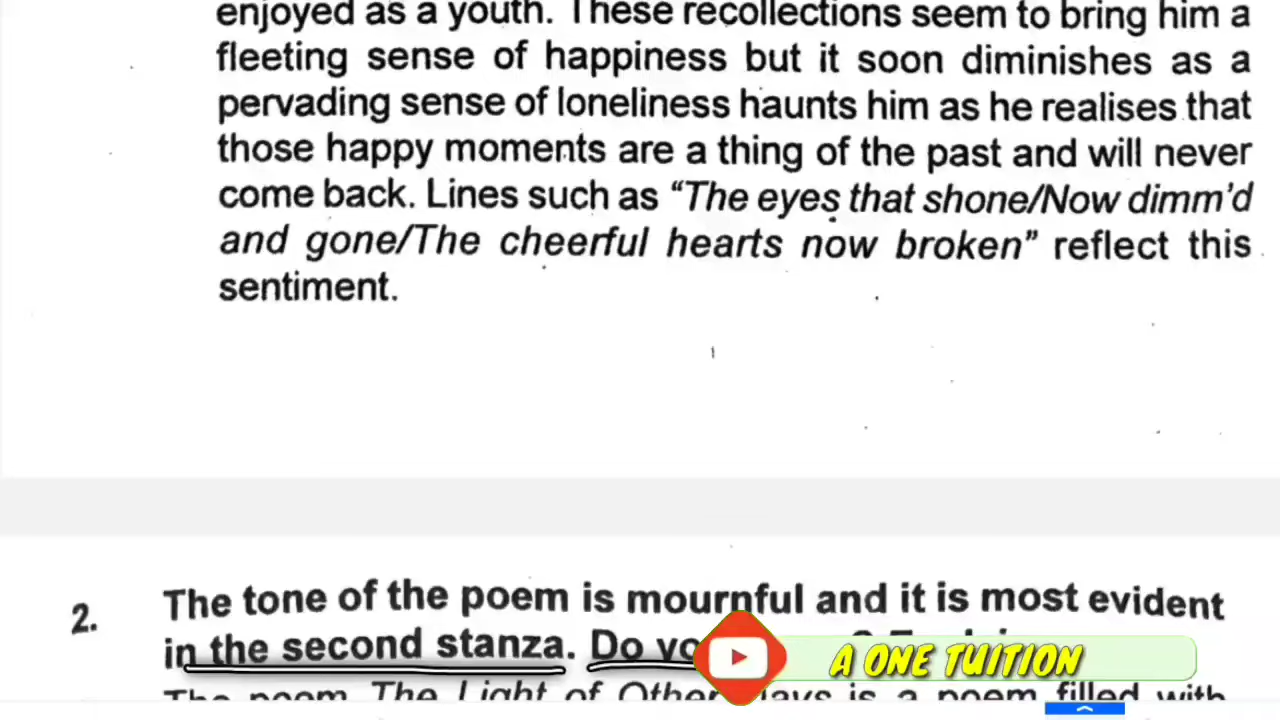 enjoyed as a youth. These recollections seem to bring him a
fleeting sense of happiness but it soon diminishes as a
pervading sense of loneliness haunts him as he realises that
those happy moments are a thing of the past and will never
come back. Lines such as “The eyes that shone/Now dimm’d
and gone/The cheerful hearts now broken” reflect this
sentiment.
2. The tone of the poem is mournful and it is most evident
in the second stanza. Do
A ONE TUITION
The poem The Light of Other Days is a poem filled with